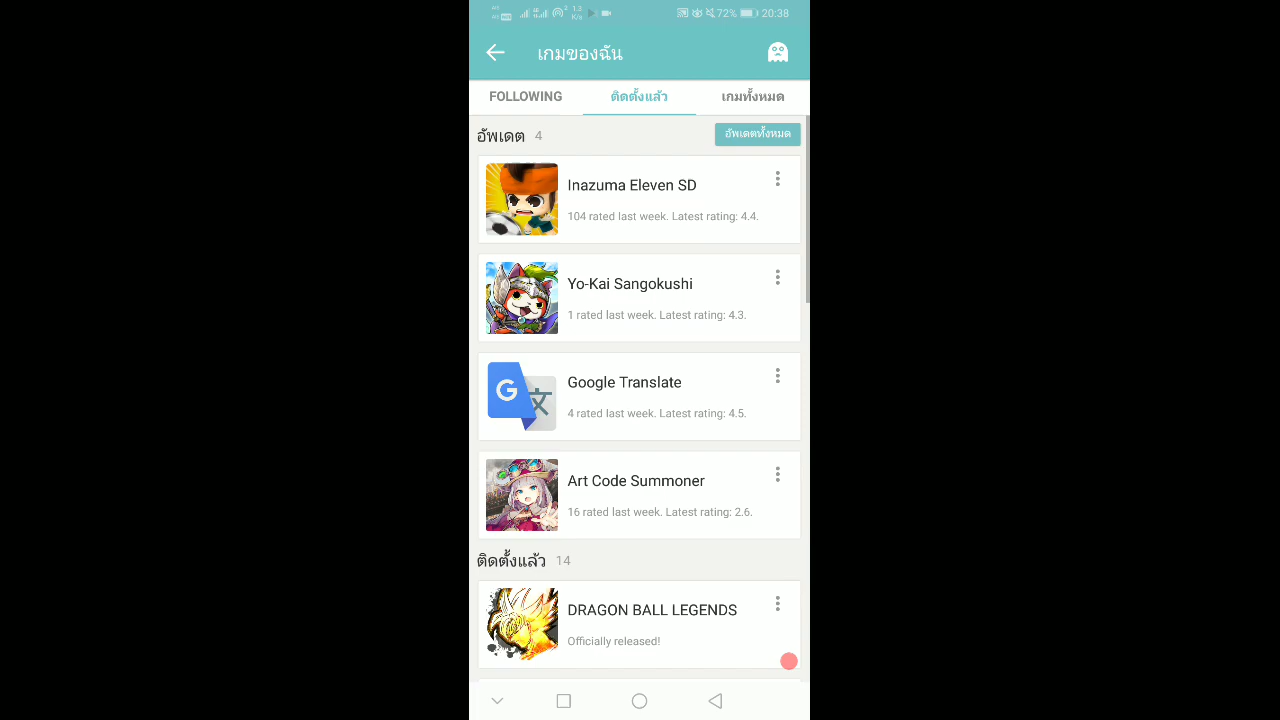 72% 20:38
เกมของฉัน
FOLLOWING ติดตั้งแล้ว เกมทั้งหมด
อัพเดต 4 อัพเดตทั้งหมด
Inazuma Eleven SD
104 rated last week. Latest rating: 4.4.
Yo-Kai Sangokushi
1 rated last week. Latest rating: 4.3.
Google Translate
4 rated last week. Latest rating: 4.5.
Art Code Summoner
16 rated last week. Latest rating: 2.6.
ติดตั้งแล้ว 14
DRAGON BALL LEGENDS
Officially released!